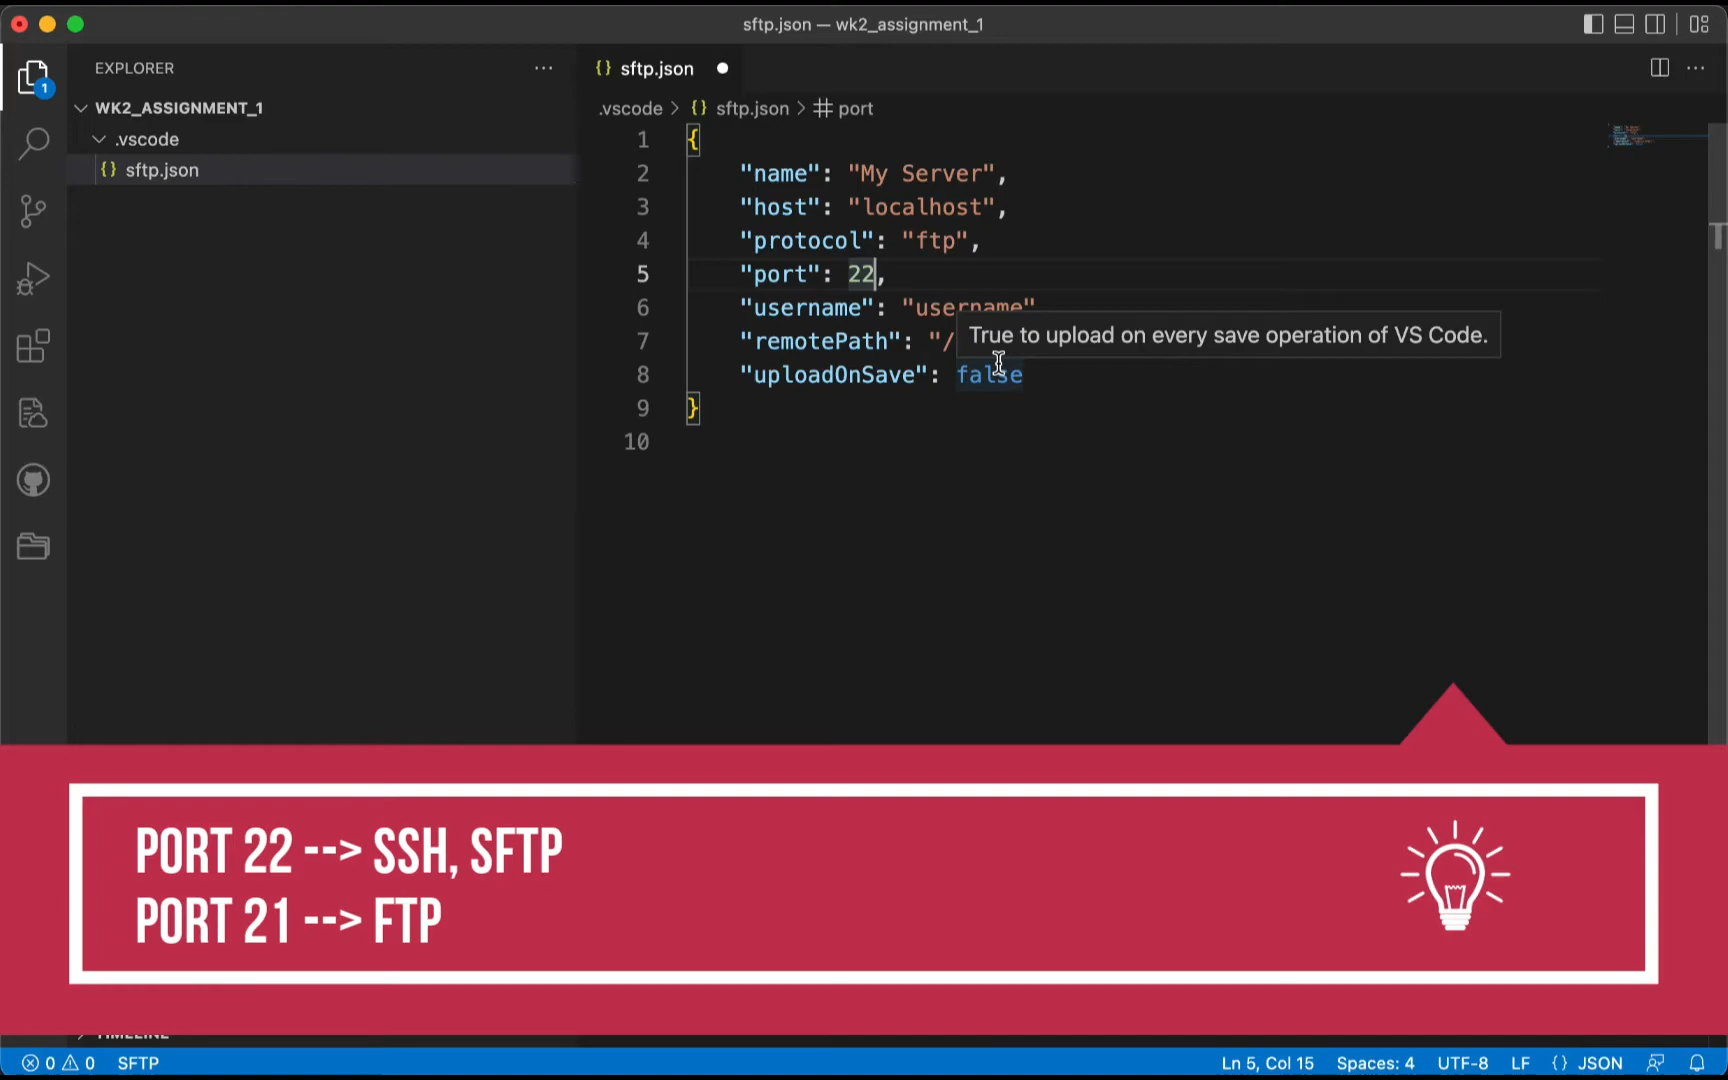 sftp.json — wk2_assignment_1
EXPLORER
···
{} sftp.json
···
1
WK2_ASSIGNMENT_1
.vscode > {} sftp.json > # port
.vscode
{} sftp.json
1 {
2 "name": "My Server",
3 "host": "localhost",
4 "protocol": "ftp",
5 "port": 22,
6 "username": "username"
7 "remotePath": "/
True to upload on every save operation of VS Code.
8 "uploadOnSave": false
9 }
10
PORT 22 --> SSH, SFTP
PORT 21 --> FTP
TIMELINE
0 0 SFTP
Ln 5, Col 15 Spaces: 4 UTF-8 LF {} JSON